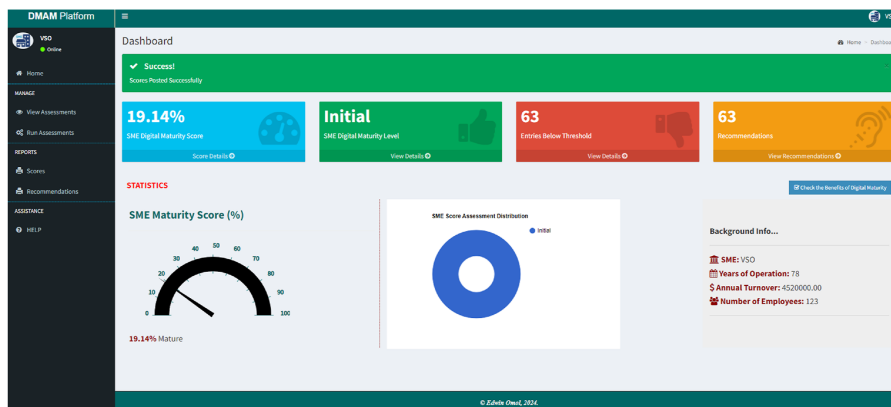 DMAM Platform
VSO
Online
Home
MANAGE
View Assessments
Run Assessments
REPORTS
Scores
Recommendations
ASSISTANCE
HELP
Dashboard
Home
Success!
Scores Posted Successfully
19.14%
SME Digital Maturity Score
Score Details
Initial
SME Digital Maturity Level
View Details
63
Entries Below Threshold
View Details
63
Recommendations
View Recommendations
STATISTICS
Check the Benefits of Digital Maturity
SME Maturity Score (%)
0
10
20
30
40
50
60
70
80
90
100
19.14% Mature
SME Score Assessment Distribution
Initial
Background Info...
SME: VSO
Years of Operation: 78
$ Annual Turnover: 4520000.00
Number of Employees: 123
© Edwin Omol, 2024.